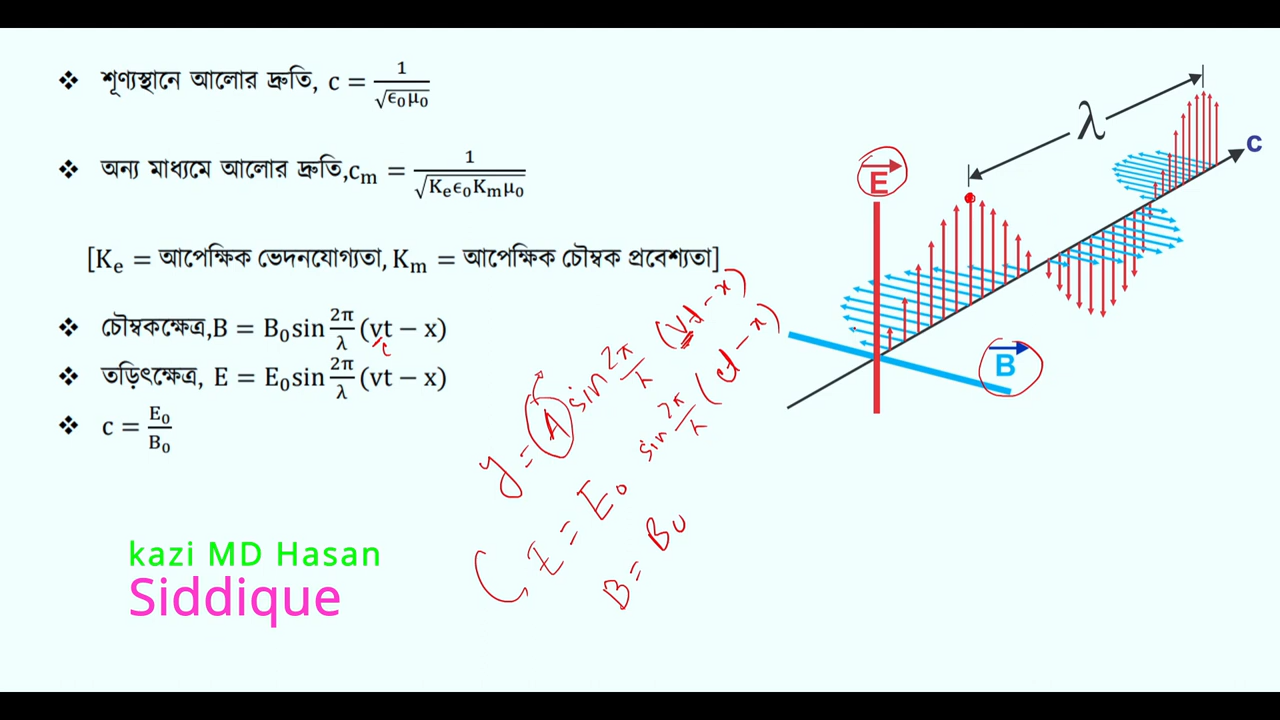 ❖ শূণ্যস্থানে আলোর দ্রুতি, c = 1/√(ϵ₀μ₀)
❖ অন্য মাধ্যমে আলোর দ্রুতি,cₘ = 1/√(Kₑϵ₀Kₘμ₀)
[Kₑ = আপেক্ষিক ভেদনযোগ্যতা, Kₘ = আপেক্ষিক চৌম্বক প্রবেশ্যতা]
❖ চৌম্বকক্ষেত্র,B = B₀sin 2π/λ (vt − x)
c
❖ তড়িৎক্ষেত্র, E = E₀sin 2π/λ (vt − x)
❖ c = E₀/B₀
y = A sin 2π/λ (vt − x)
E = E₀ sin 2π/λ (ct − x)
B = B₀
kazi MD Hasan
Siddique
λ
c
E
B